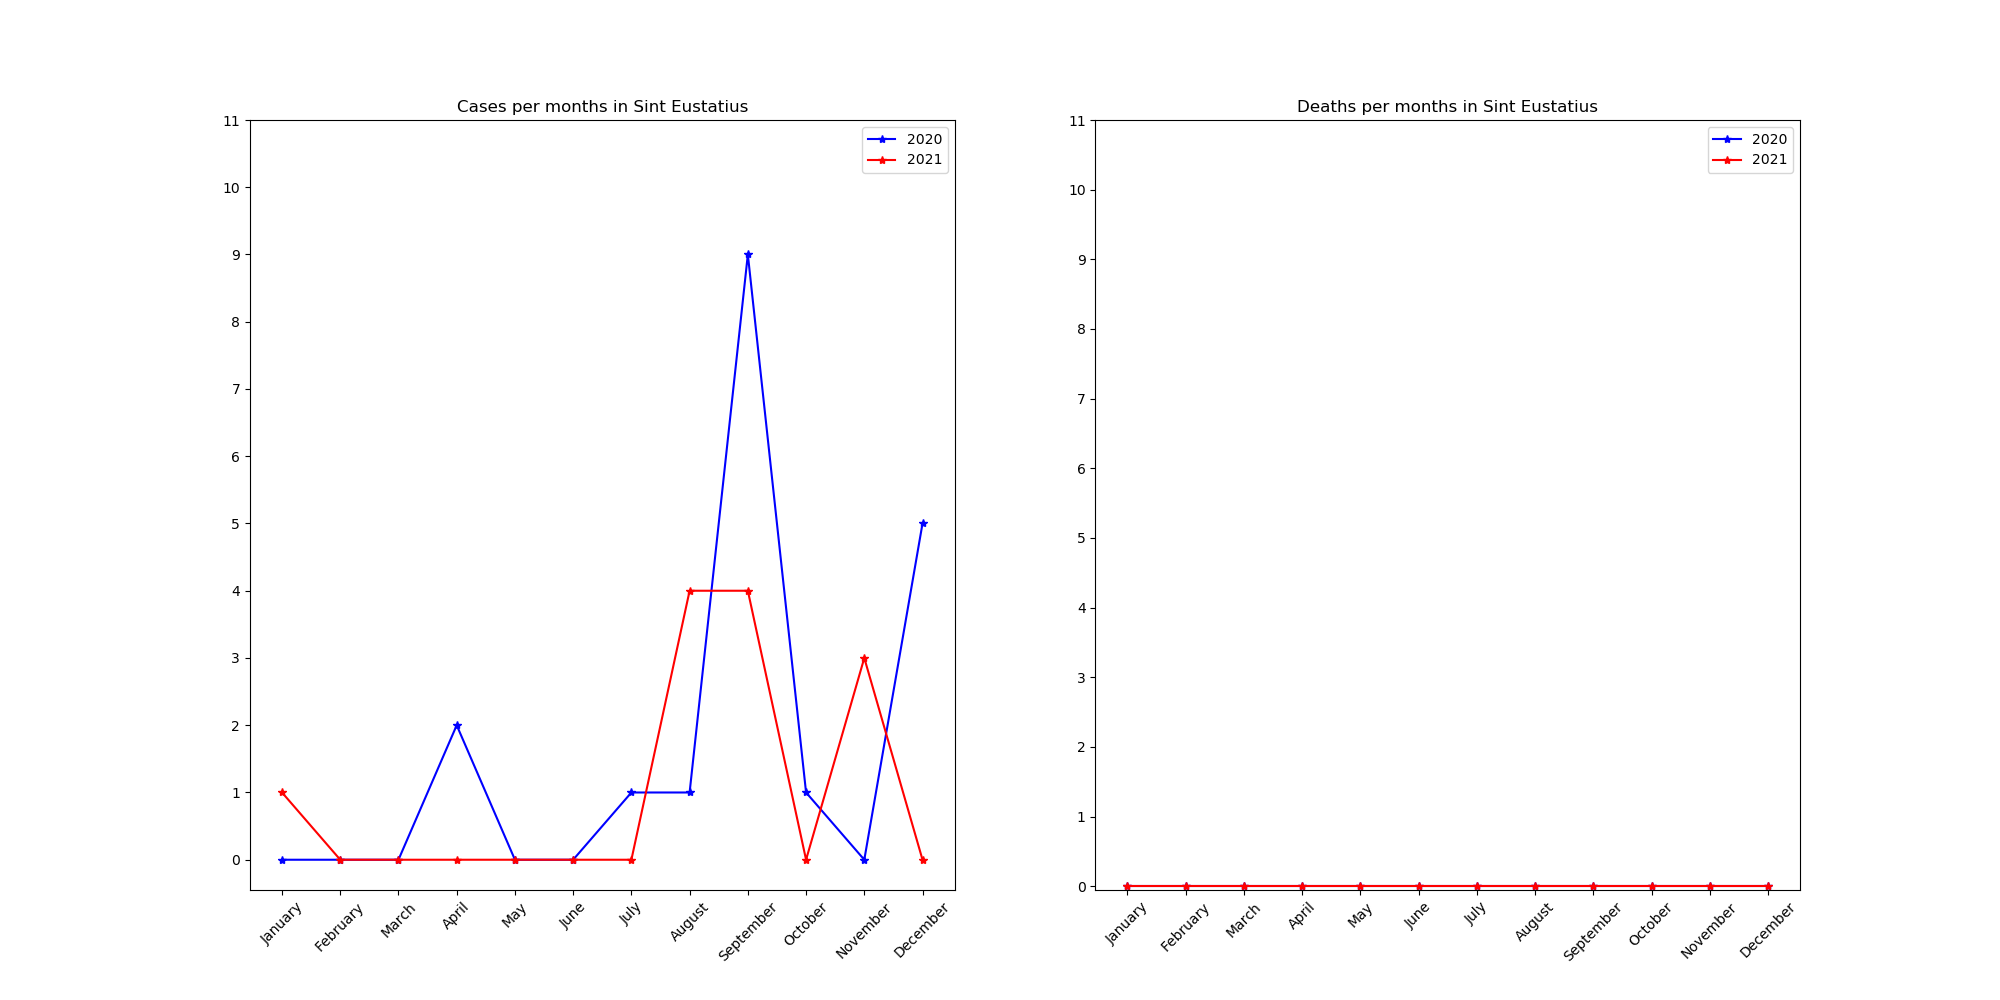 Cases per months in Sint Eustatius
2020
2021
11
10
9
8
7
6
5
4
3
2
1
0
January
February
March
April
May
June
July
August
September
October
November
December
Deaths per months in Sint Eustatius
2020
2021
11
10
9
8
7
6
5
4
3
2
1
0
January
February
March
April
May
June
July
August
September
October
November
December